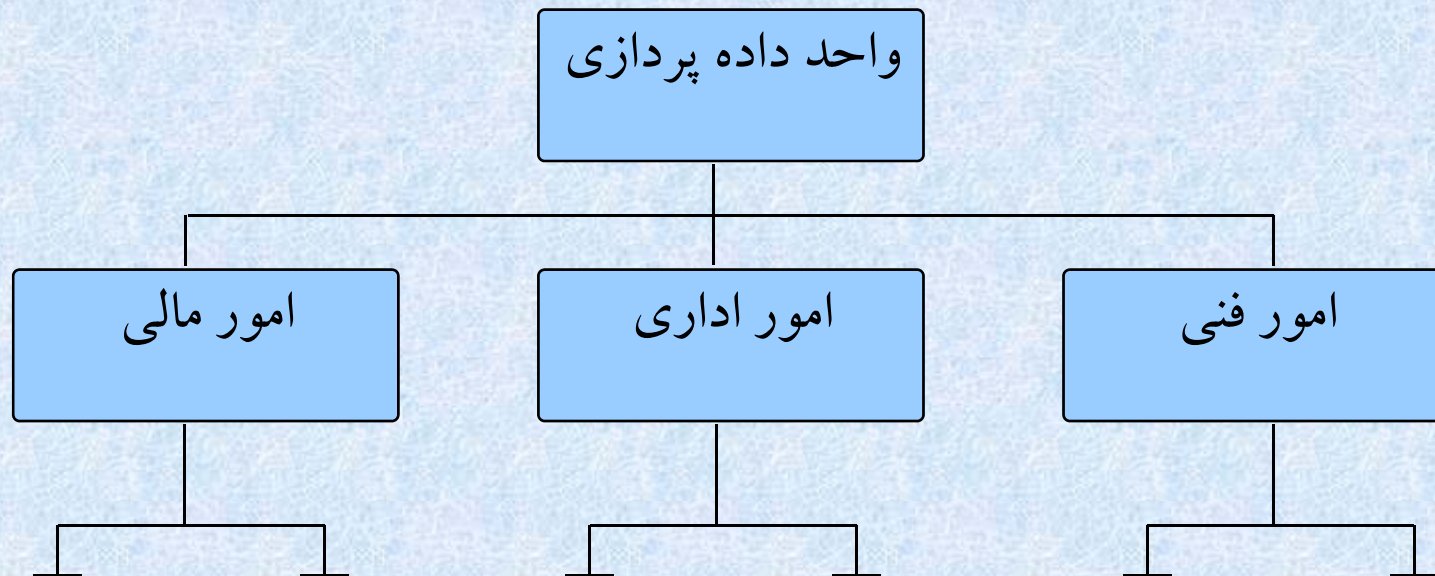 واحد داده پردازی
امور فنی
امور اداری
امور مالی